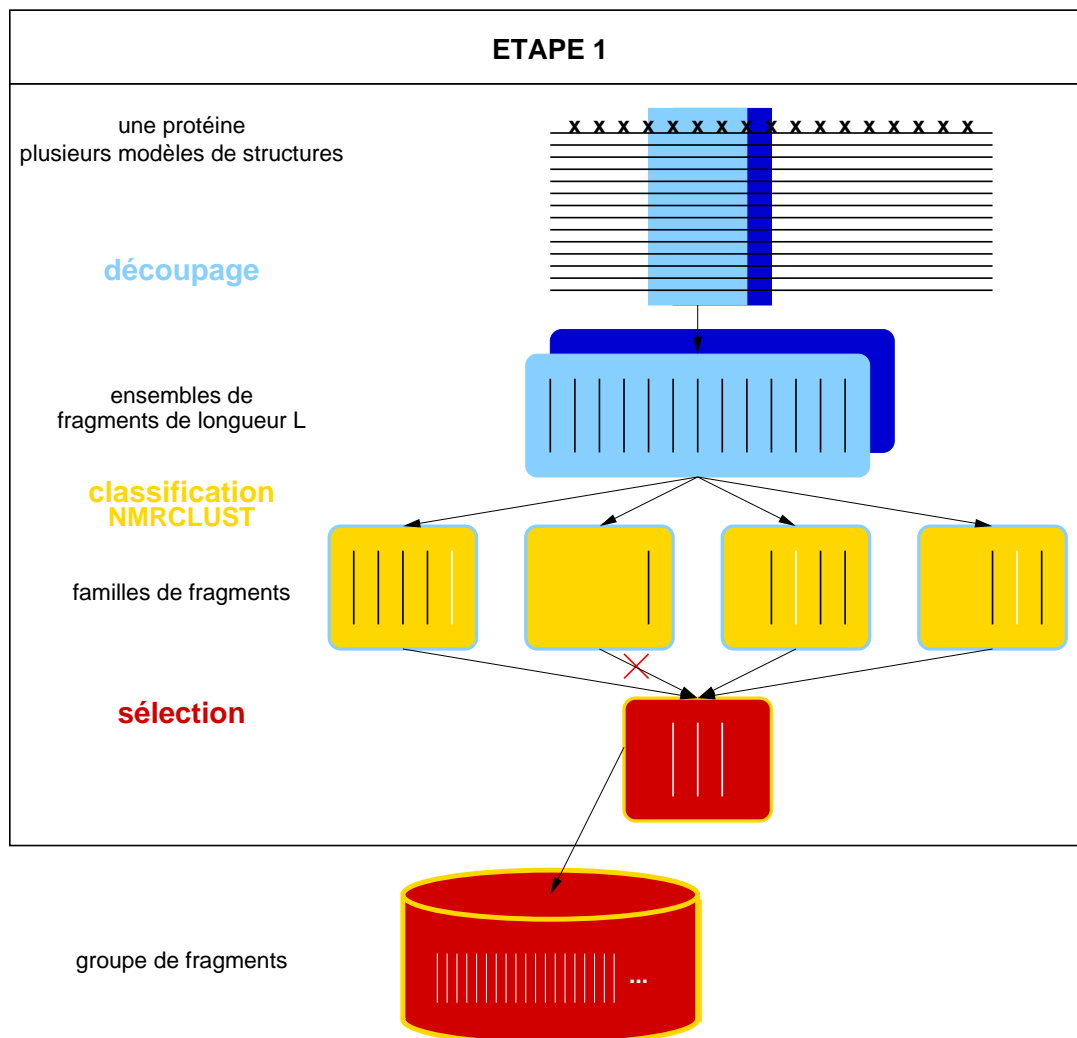 ETAPE 1
une protéine
x x x x x x x x x x x x x x x x x
plusieurs modèles de structures
découpage
ensembles de
fragments de longueur L
classification
NMRCLUST
familles de fragments
sélection
groupe de fragments
...